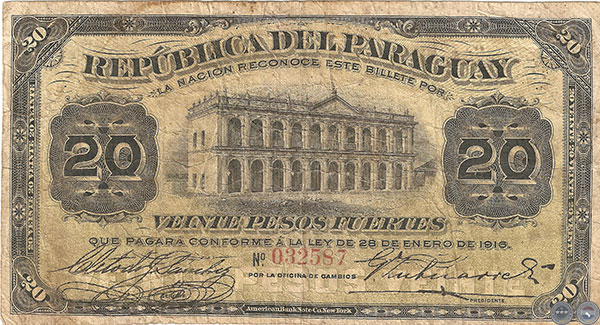 20 20
REPÚBLICA DEL PARAGUAY
LA NACION RECONOCE ESTE BILLETE POR
20 20
VEINTE PESOS FUERTES
QUE PAGARÁ CONFORME Á LA LEY DE 28 DE ENERO DE 1916.
Nº 032587
POR LA OFICINA DE CAMBIOS
PRESIDENTE.
20 20
American Bank Note Co. New York